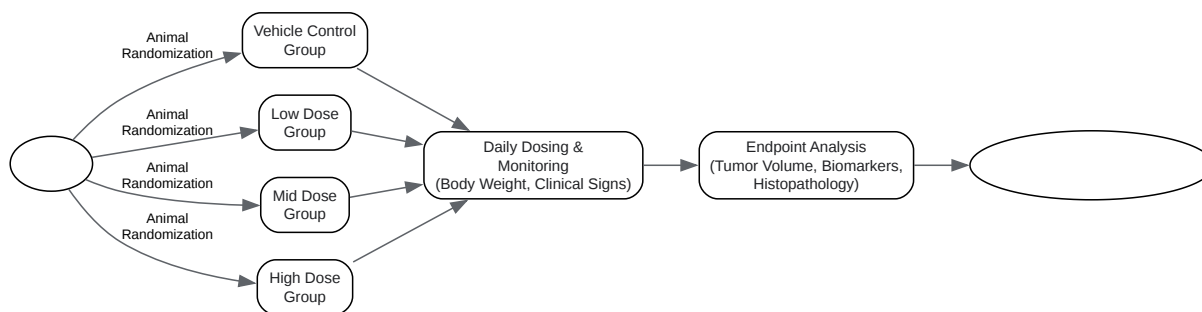 Animal
Randomization
Vehicle Control
Group
Animal
Randomization
Low Dose
Group
Animal
Randomization
Mid Dose
Group
Animal
Randomization
High Dose
Group
Daily Dosing &
Monitoring
(Body Weight, Clinical Signs)
Endpoint Analysis
(Tumor Volume, Biomarkers,
Histopathology)